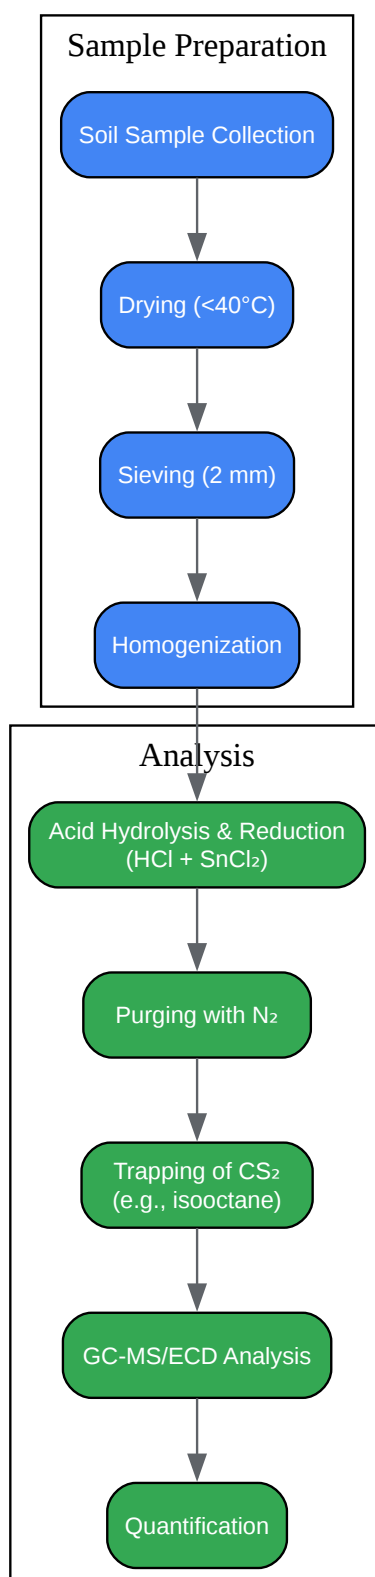 Sample Preparation
Soil Sample Collection
Drying (<40°C)
Sieving (2 mm)
Homogenization
Analysis
Acid Hydrolysis & Reduction
(HCl + SnCl₂)
Purging with N₂
Trapping of CS₂
(e.g., isooctane)
GC-MS/ECD Analysis
Quantification